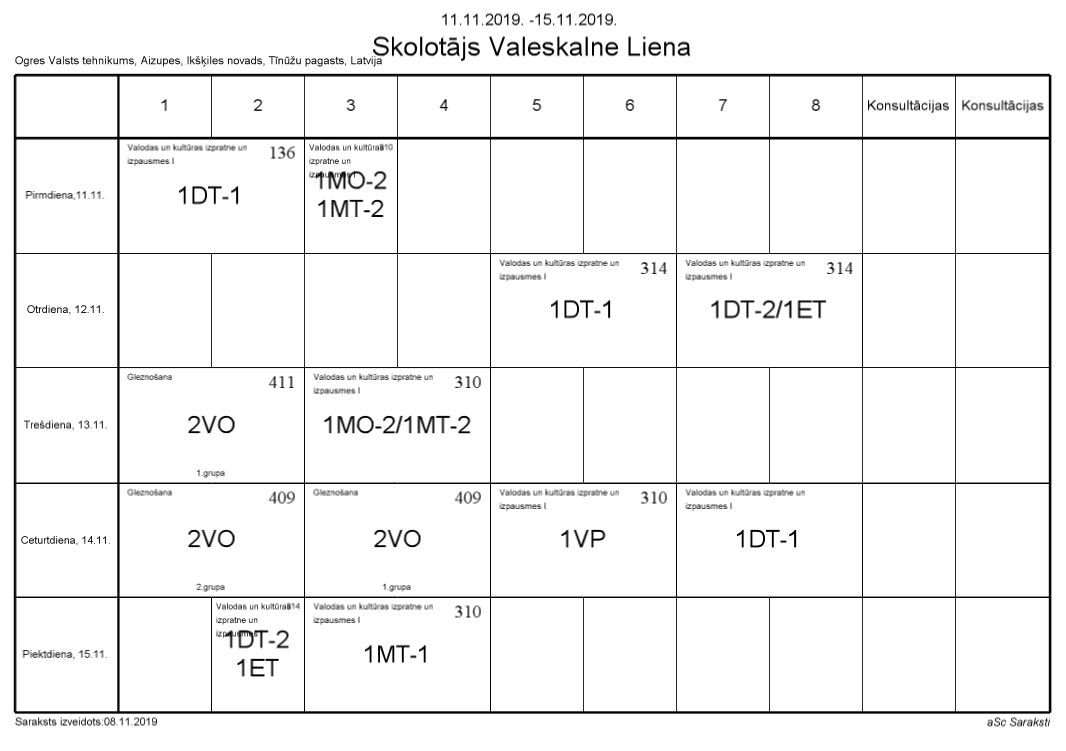 11.11.2019. -15.11.2019.
Skolotājs Valeskalne Liena
Ogres Valsts tehnikums, Aizupes, Ikšķiles novads, Tīnūžu pagasts, Latvija
1 2 3 4 5 6 7 8 Konsultācijas Konsultācijas
Pirmdiena,11.11.
Valodas un kultūras izpratne un
izpausmes I
136
1DT-1
Valodas un kultūras
310
izpratne un
izpausmes I
1MO-2
1MT-2
Otrdiena, 12.11.
Valodas un kultūras izpratne un
izpausmes I
314
1DT-1
Valodas un kultūras izpratne un
izpausmes I
314
1DT-2/1ET
Trešdiena, 13.11.
Gleznošana
411
2VO
1.grupa
Valodas un kultūras izpratne un
izpausmes I
310
1MO-2/1MT-2
Ceturtdiena, 14.11.
Gleznošana
409
2VO
2.grupa
Gleznošana
409
2VO
1.grupa
Valodas un kultūras izpratne un
izpausmes I
310
1VP
Valodas un kultūras izpratne un
izpausmes I
1DT-1
Piektdiena, 15.11.
Valodas un kultūras
314
izpratne un
izpausmes I
1DT-2
1ET
Valodas un kultūras izpratne un
izpausmes I
310
1MT-1
Saraksts izveidots:08.11.2019
aSc Saraksti